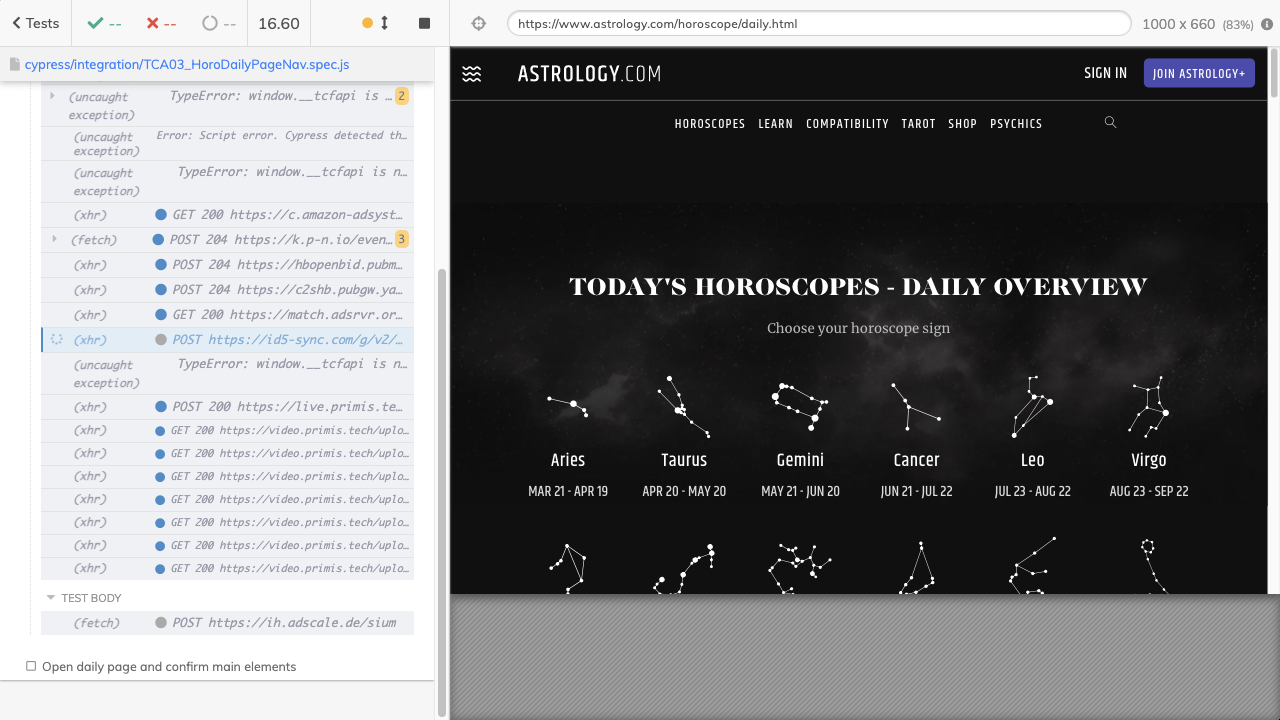 Tests
--
--
--
16.60
https://www.astrology.com/horoscope/daily.html
1000 x 660 (83%)
cypress/integration/TCA03_HoroDailyPageNav.spec.js
(uncaught exception) TypeError: window.__tcfapi is … 2
(uncaught exception) Error: Script error. Cypress detected th…
(uncaught exception) TypeError: window.__tcfapi is n…
(xhr) GET 200 https://c.amazon-adsyst…
(fetch) POST 204 https://k.p-n.io/even… 3
(xhr) POST 204 https://hbopenbid.pubm…
(xhr) POST 204 https://c2shb.pubgw.ya…
(xhr) GET 200 https://match.adsrvr.or…
(xhr) POST https://id5-sync.com/g/v2/…
(uncaught exception) TypeError: window.__tcfapi is n…
(xhr) POST 200 https://live.primis.te…
(xhr) GET 200 https://video.primis.tech/uplo…
(xhr) GET 200 https://video.primis.tech/uplo…
(xhr) GET 200 https://video.primis.tech/uplo…
(xhr) GET 200 https://video.primis.tech/uplo…
(xhr) GET 200 https://video.primis.tech/uplo…
(xhr) GET 200 https://video.primis.tech/uplo…
(xhr) GET 200 https://video.primis.tech/uplo…
TEST BODY
(fetch) POST https://ih.adscale.de/sium
Open daily page and confirm main elements
ASTROLOGY.COM
SIGN IN
JOIN ASTROLOGY+
HOROSCOPES LEARN COMPATIBILITY TAROT SHOP PSYCHICS
TODAY'S HOROSCOPES - DAILY OVERVIEW
Choose your horoscope sign
Aries Taurus Gemini Cancer Leo Virgo
MAR 21 - APR 19 APR 20 - MAY 20 MAY 21 - JUN 20 JUN 21 - JUL 22 JUL 23 - AUG 22 AUG 23 - SEP 22